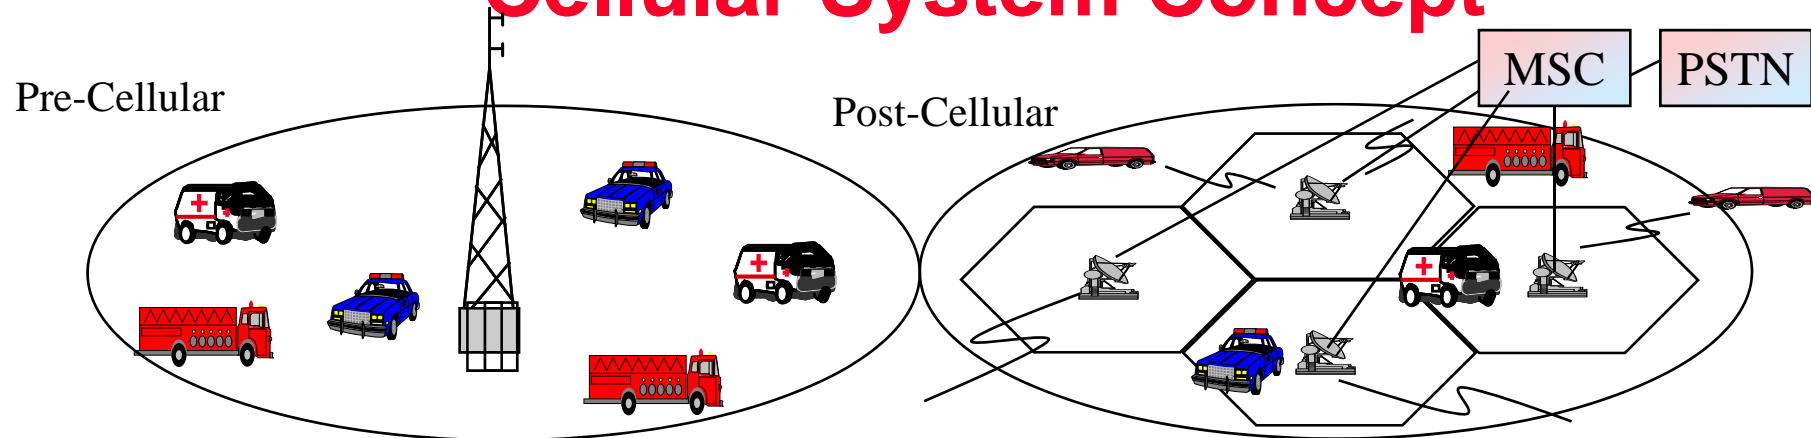 Cellular System Concept
MSC
PSTN
Pre-Cellular
Post-Cellular